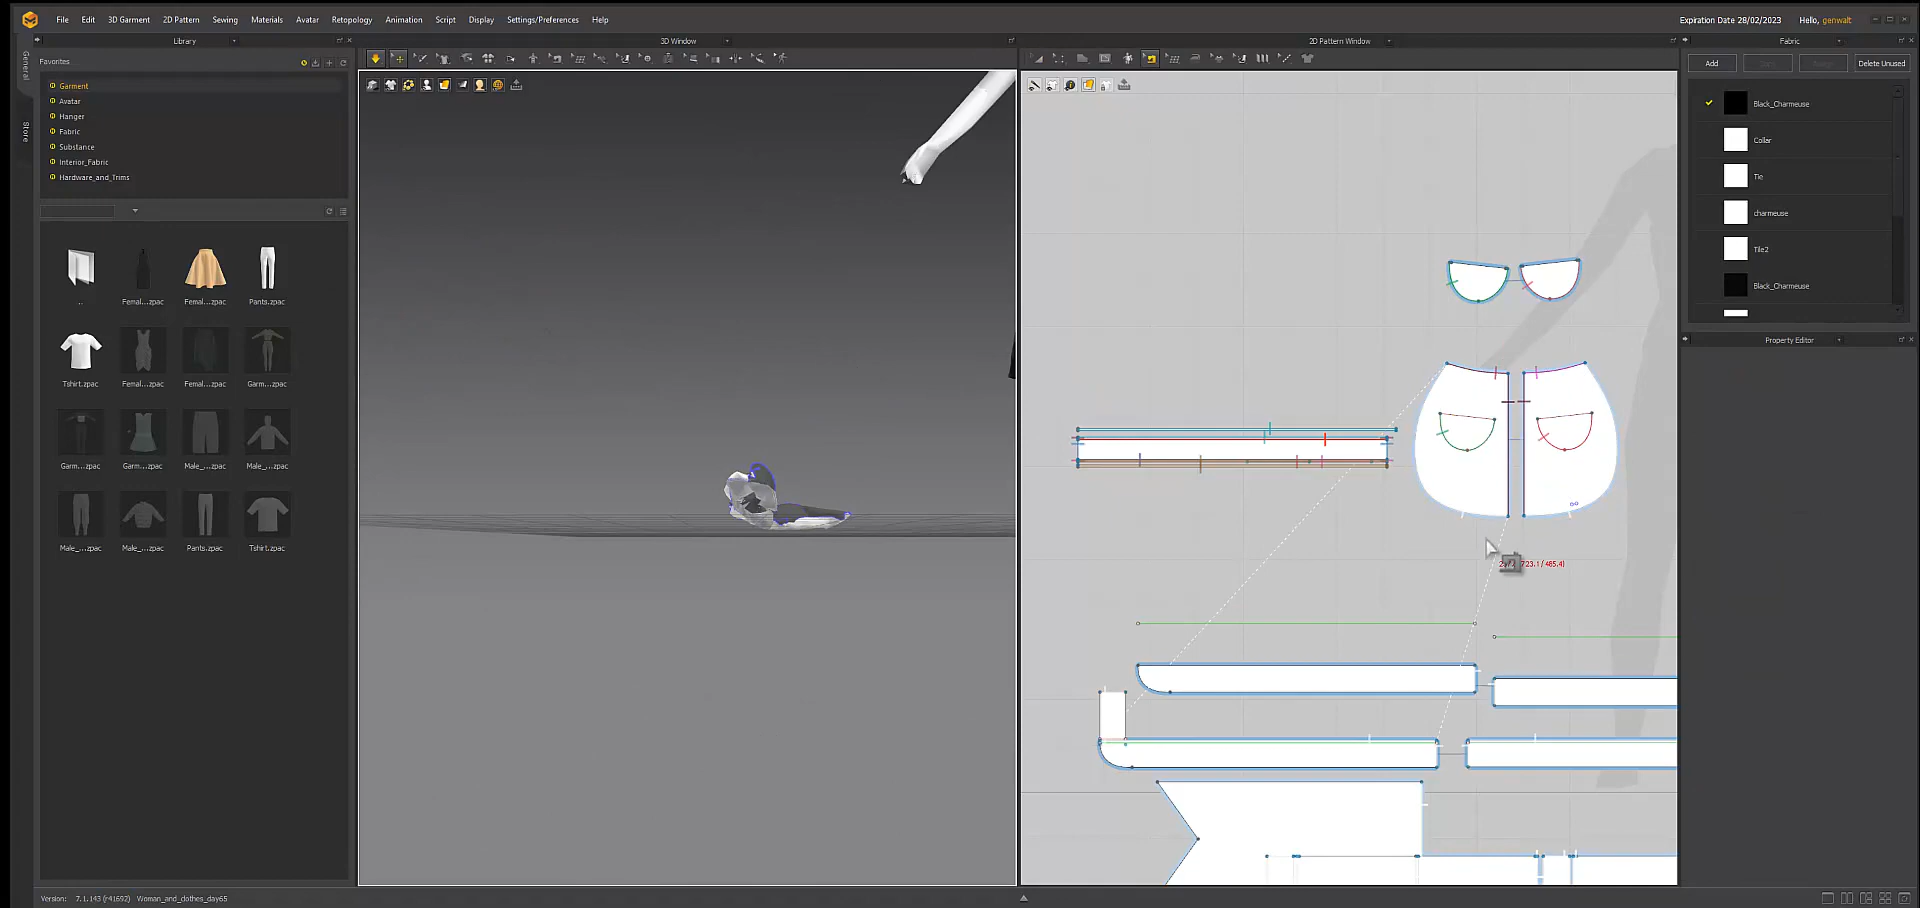 File Edit 3D Garment 2D Pattern Sewing Materials Avatar Retopology Animation Script Display Settings/Preferences Help
Expiration Date 28/02/2023 Hello, genwalt
Library
3D Window
2D Pattern Window
Fabric
General
Store
Favorites
Garment
Avatar
Hanger
Fabric
Substance
Interior_Fabric
Hardware_and_Trims
.. Femal...zpac Femal...zpac Pants.zpac
Tshirt.zpac Femal...zpac Femal...zpac Garm...zpac
Garm...zpac Garm...zpac Male_...zpac Male_...zpac
Male_...zpac Male_...zpac Pants.zpac Tshirt.zpac
Add Delete Unused
Black_Charmeuse
Collar
Tie
charmeuse
Tile2
Black_Charmeuse
Property Editor
Version: 7.1.143 (r41692) Woman_and_clothes_day65